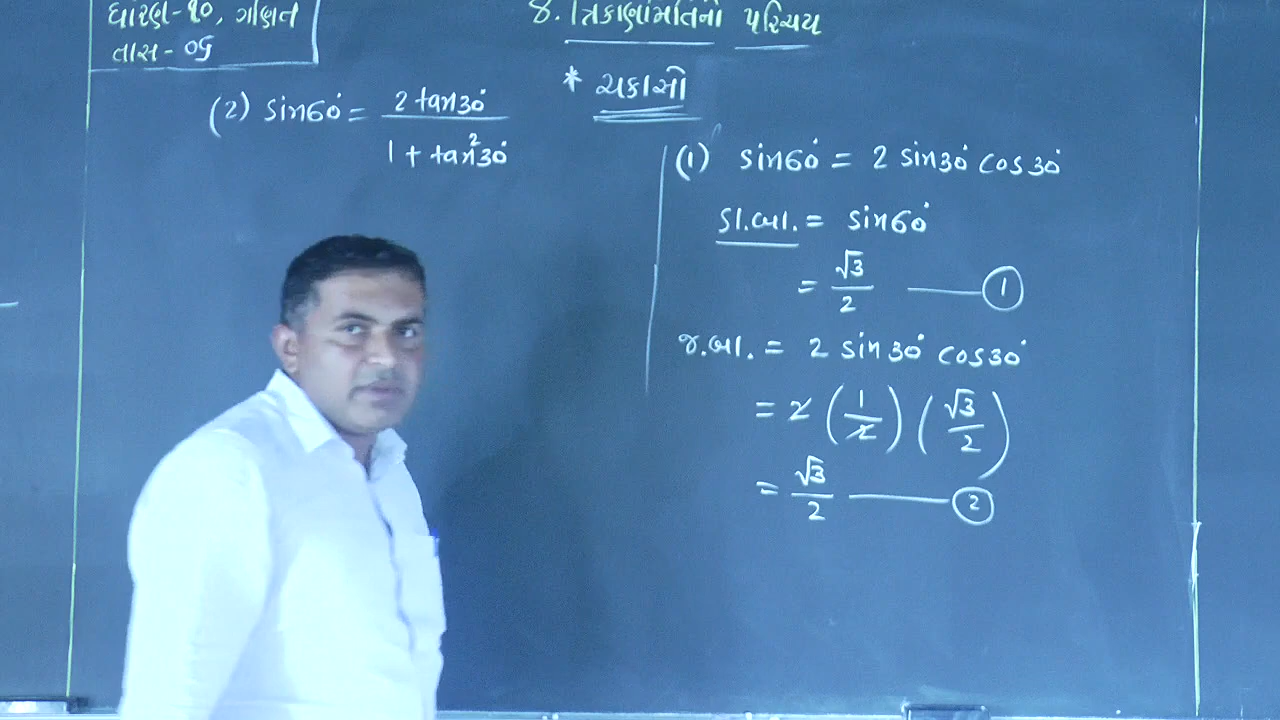 ધોરણ-૧૦, ગણિત
તાસ - ૦૬
૪. ત્રિકોણમિતિનો પરિચય
* ચકાસો
(2) sin60° = 2 tan30° / 1 + tan²30°
(1) sin60° = 2 sin30° cos30°
ડા.બા. = sin60°
= √3/2 ——— ①
જ.બા. = 2 sin30° cos30°
= 2 (1/2) (√3/2)
= √3/2 ——— ②